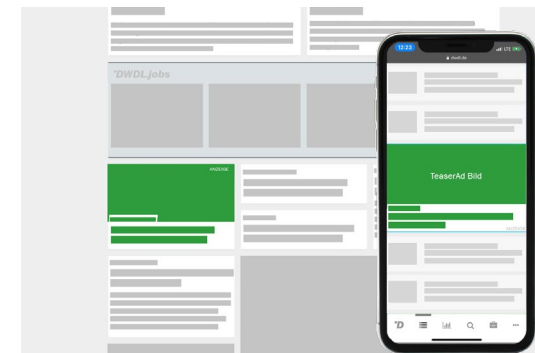 DWDL.jobs
ANZEIGE
12:23
LTE
dwdl.de
TeaserAd Bild
ANZEIGE